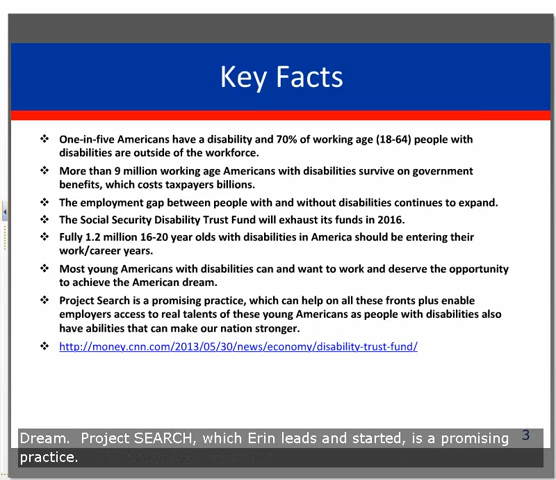 Key Facts
❖ One-in-five Americans have a disability and 70% of working age (18-64) people with
disabilities are outside of the workforce.
❖ More than 9 million working age Americans with disabilities survive on government
benefits, which costs taxpayers billions.
❖ The employment gap between people with and without disabilities continues to expand.
❖ The Social Security Disability Trust Fund will exhaust its funds in 2016.
❖ Fully 1.2 million 16-20 year olds with disabilities in America should be entering their
work/career years.
❖ Most young Americans with disabilities can and want to work and deserve the opportunity
to achieve the American dream.
❖ Project Search is a promising practice, which can help on all these fronts plus enable
employers access to real talents of these young Americans as people with disabilities also
have abilities that can make our nation stronger.
❖ http://money.cnn.com/2013/05/30/news/economy/disability-trust-fund/
Dream. Project SEARCH, which Erin leads and started, is a promising
practice.
3